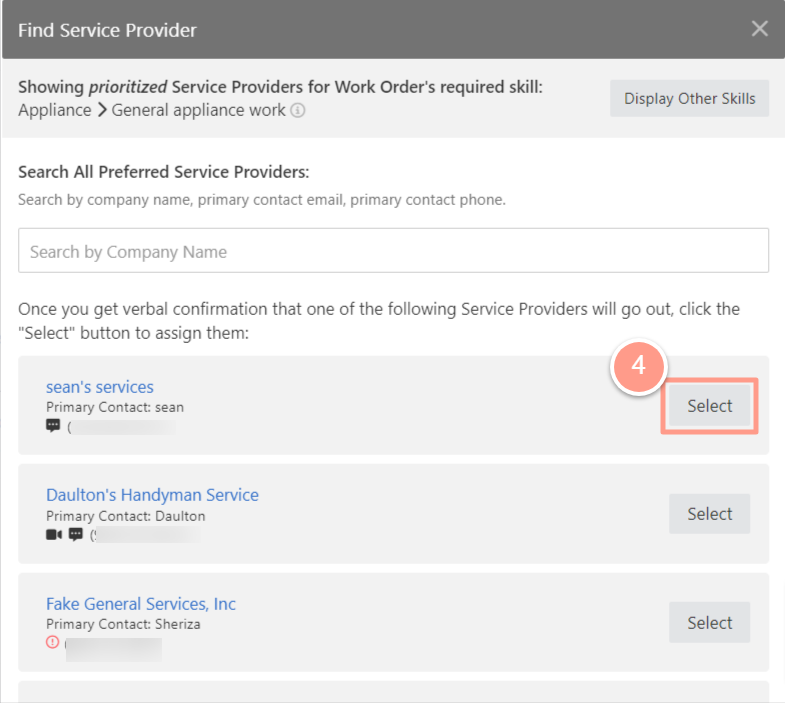 Find Service Provider
Showing prioritized Service Providers for Work Order's required skill:
Appliance > General appliance work
Display Other Skills
Search All Preferred Service Providers:
Search by company name, primary contact email, primary contact phone.
Search by Company Name
Once you get verbal confirmation that one of the following Service Providers will go out, click the
"Select" button to assign them:
4
sean's services
Primary Contact: sean
(
Select
Daulton's Handyman Service
Primary Contact: Daulton
(
Select
Fake General Services, Inc
Primary Contact: Sheriza
Select